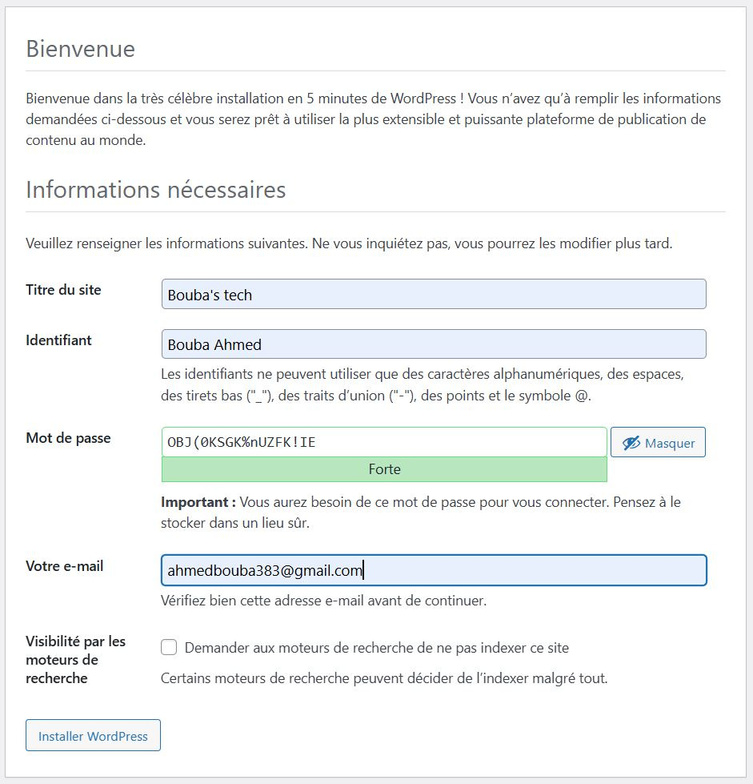 Bienvenue
Bienvenue dans la très célèbre installation en 5 minutes de WordPress ! Vous n’avez qu’à remplir les informations
demandées ci-dessous et vous serez prêt à utiliser la plus extensible et puissante plateforme de publication de
contenu au monde.
Informations nécessaires
Veuillez renseigner les informations suivantes. Ne vous inquiétez pas, vous pourrez les modifier plus tard.
Titre du site
Bouba's tech
Identifiant
Bouba Ahmed
Les identifiants ne peuvent utiliser que des caractères alphanumériques, des espaces,
des tirets bas ("_"), des traits d’union ("-"), des points et le symbole @.
Mot de passe
OBJ(0KSGK%nUZFK!IE
Masquer
Forte
Important : Vous aurez besoin de ce mot de passe pour vous connecter. Pensez à le
stocker dans un lieu sûr.
Votre e-mail
ahmedbouba383@gmail.com
Vérifiez bien cette adresse e-mail avant de continuer.
Visibilité par les
moteurs de
recherche
Demander aux moteurs de recherche de ne pas indexer ce site
Certains moteurs de recherche peuvent décider de l’indexer malgré tout.
Installer WordPress